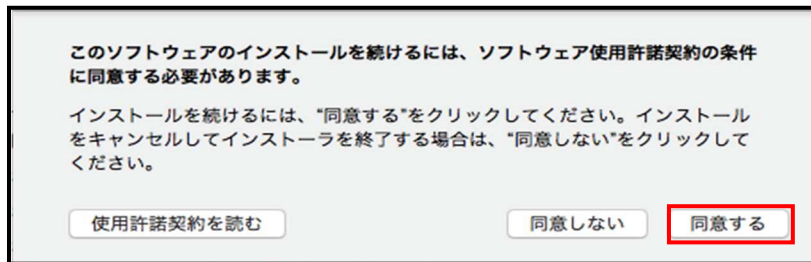 このソフトウェアのインストールを続けるには、ソフトウェア使用許諾契約の条件
に同意する必要があります。
インストールを続けるには、“同意する”をクリックしてください。インストール
をキャンセルしてインストーラを終了する場合は、“同意しない”をクリックして
ください。
使用許諾契約を読む 同意しない 同意する